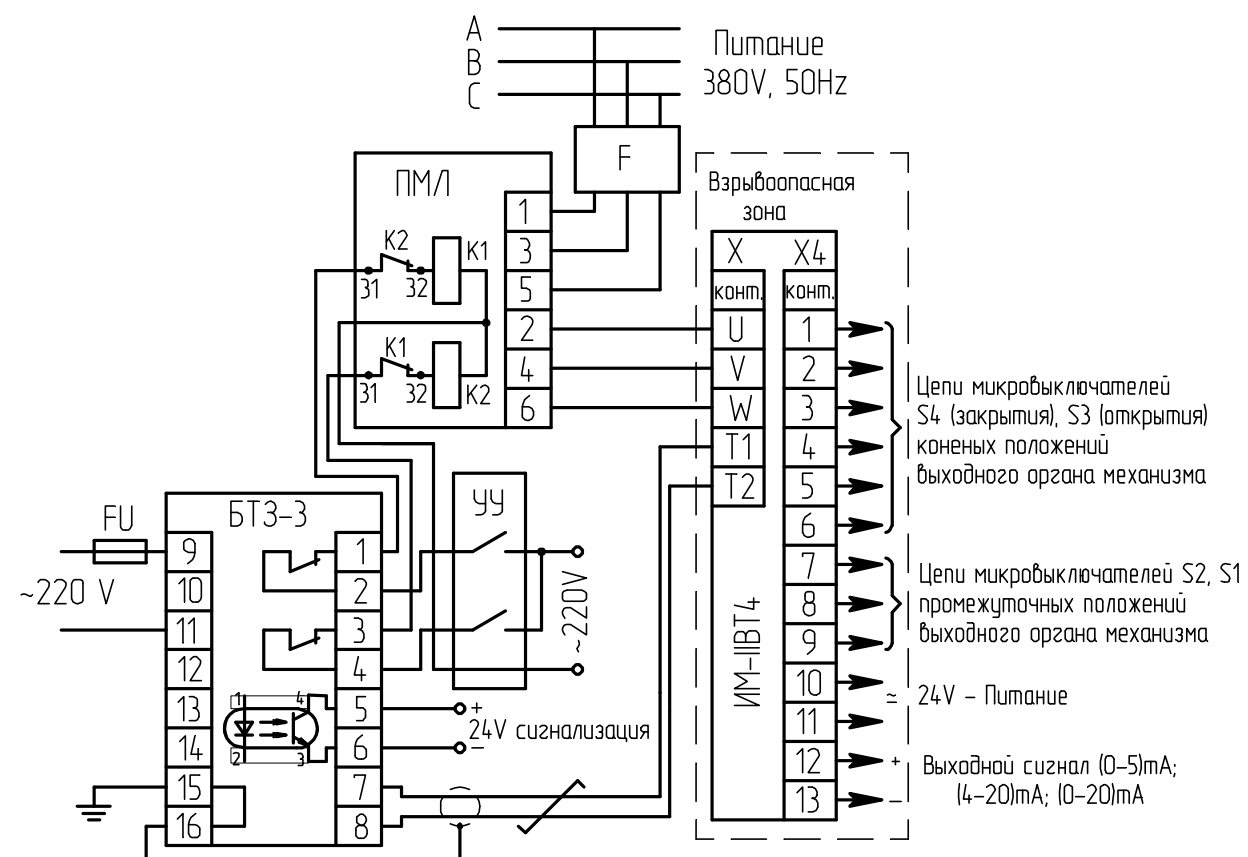 A
B
C
Питание
380V, 50Hz
F
ПМЛ
K2
K1
31
32
K1
31
32
K2
1
3
5
2
4
6
Взрывоопасная
зона
X
X4
конт.
конт.
U
V
W
T1
T2
1
2
3
4
5
6
7
8
9
10
11
12
13
ИМ-IIВТ4
Цепи микровыключателей
S4 (закрытия), S3 (открытия)
коненых положений
выходного органа механизма
Цепи микровыключателей S2, S1
промежуточных положений
выходного органа механизма
≃ 24V – Питание
+
–
Выходной сигнал (0–5)mA;
(4–20)mA; (0–20)mA
FU
~220 V
БТЗ-3
9
10
11
12
13
14
15
16
1
2
3
4
5
6
7
8
1
4
2
3
УУ
~220V
+
24V сигнализация
–